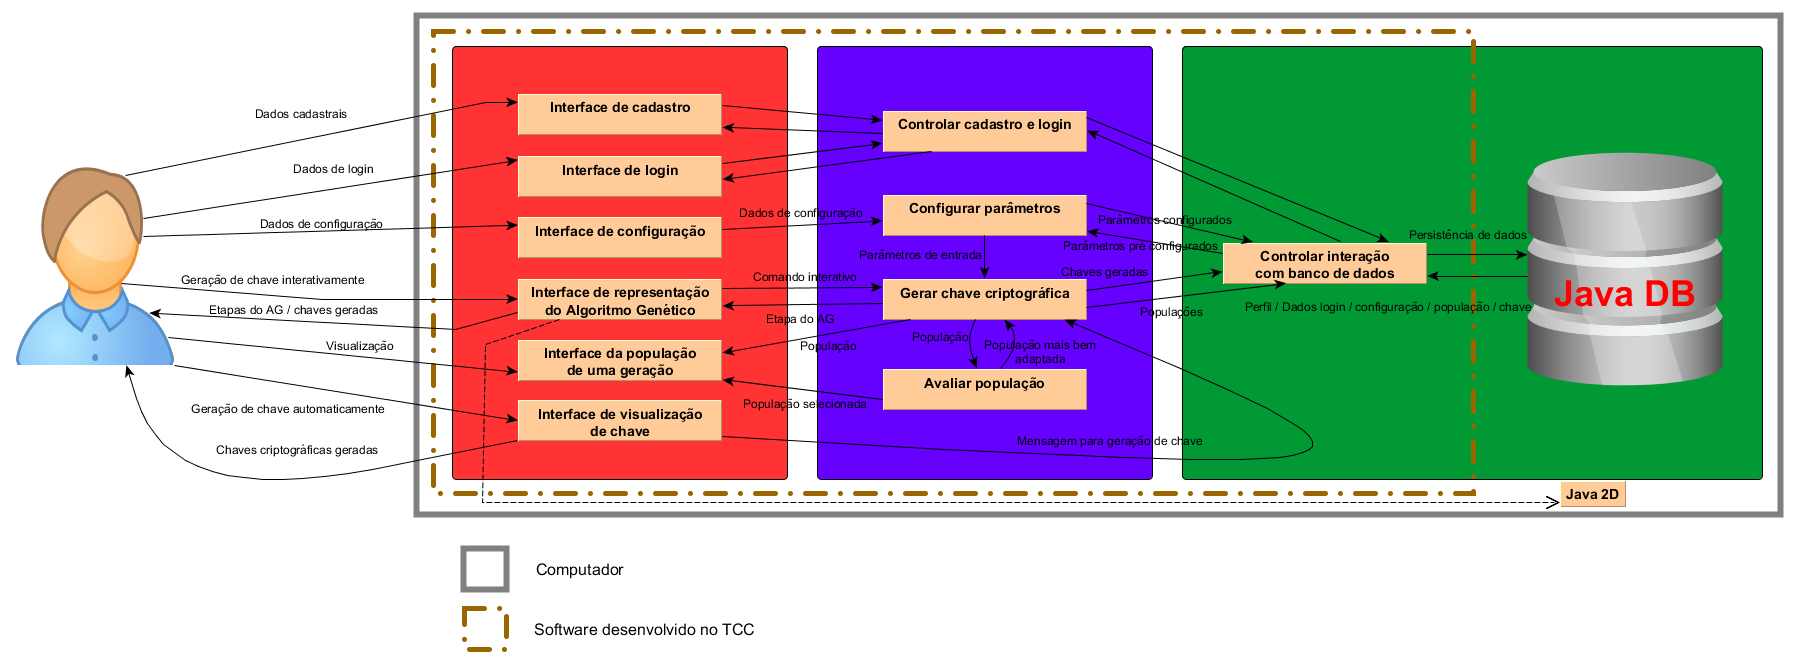 Dados cadastrais
Dados de login
Dados de configuração
Geração de chave interativamente
Etapas do AG / chaves geradas
Visualização
Geração de chave automaticamente
Chaves criptográficas geradas
Interface de cadastro
Interface de login
Interface de configuração
Interface de representação
do Algoritmo Genético
Interface da população
de uma geração
Interface de visualização
de chave
Dados de configuração
Comando interativo
Etapa do AG
População
População selecionada
Controlar cadastro e login
Configurar parâmetros
Parâmetros de entrada
Gerar chave criptográfica
População
População mais bem
adaptada
Avaliar população
Mensagem para geração de chave
Parâmetros configurados
Parâmetros pré configurados
Chaves geradas
Populações
Controlar interação
com banco de dados
Persistência de dados
Perfil / Dados login / configuração / população / chave
Java DB
Java 2D
Computador
Software desenvolvido no TCC